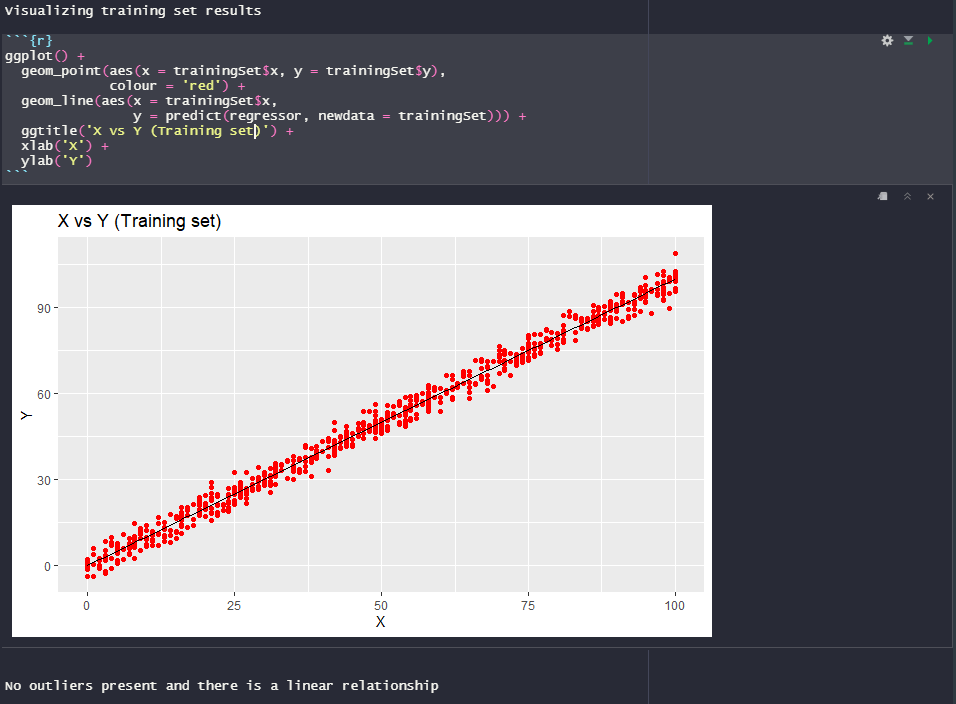 Visualizing training set results
```{r}
ggplot() +
  geom_point(aes(x = trainingSet$x, y = trainingSet$y),
             colour = 'red') +
  geom_line(aes(x = trainingSet$x,
                y = predict(regressor, newdata = trainingSet))) +
  ggtitle('X vs Y (Training set)') +
  xlab('X') +
  ylab('Y')
```
X vs Y (Training set)
90
60
30
0
Y
0 25 50 75 100
X
No outliers present and there is a linear relationship